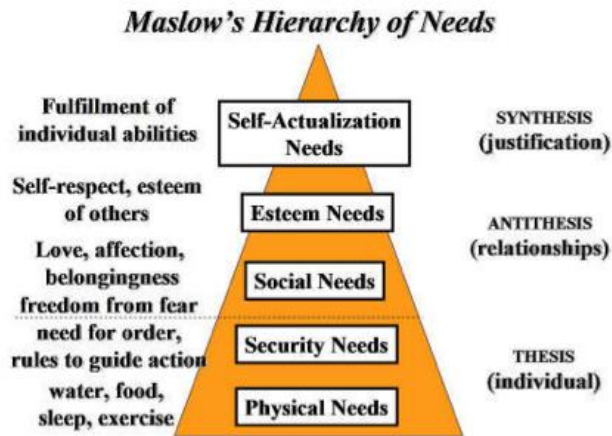 Maslow's Hierarchy of Needs
Fulfillment of
individual abilities
Self-Actualization
Needs
SYNTHESIS
(justification)
Self-respect, esteem
of others
Esteem Needs
ANTITHESIS
(relationships)
Love, affection,
belongingness
freedom from fear
Social Needs
need for order,
rules to guide action
Security Needs
THESIS
(individual)
water, food,
sleep, exercise
Physical Needs